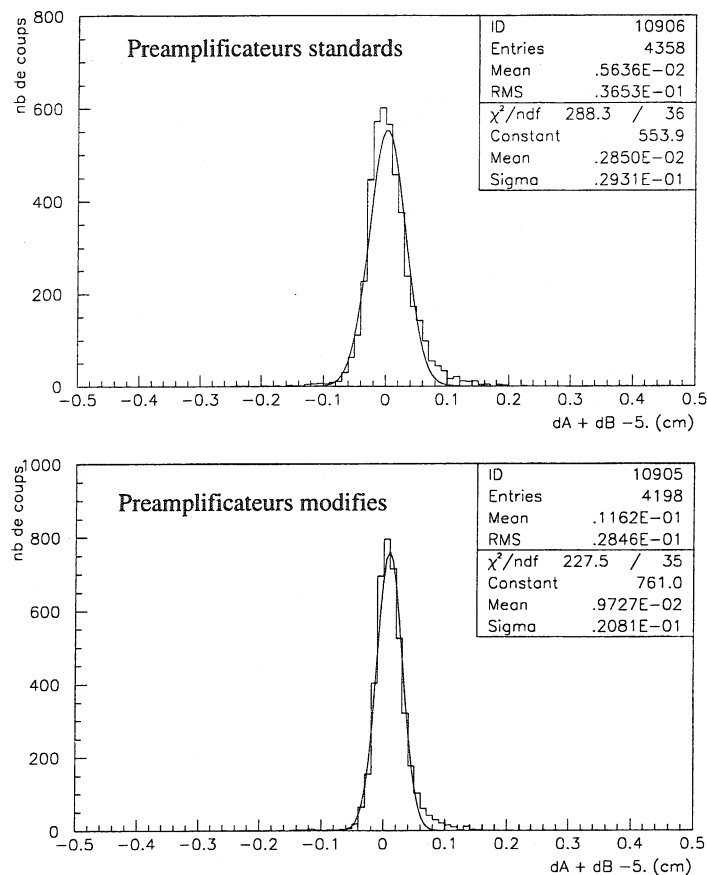 nb de coups
800
600
400
200
0
Preamplificateurs standards
ID 10906
Entries 4358
Mean .5636E−02
RMS .3653E−01
χ²/ndf 288.3 / 36
Constant 553.9
Mean .2850E−02
Sigma .2931E−01
−0.5 −0.4 −0.3 −0.2 −0.1 0 0.1 0.2 0.3 0.4 0.5
dA + dB −5. (cm)
nb de coups
1000
800
600
400
200
0
Preamplificateurs modifies
ID 10905
Entries 4198
Mean .1162E−01
RMS .2846E−01
χ²/ndf 227.5 / 35
Constant 761.0
Mean .9727E−02
Sigma .2081E−01
−0.5 −0.4 −0.3 −0.2 −0.1 0 0.1 0.2 0.3 0.4 0.5
dA + dB −5. (cm)